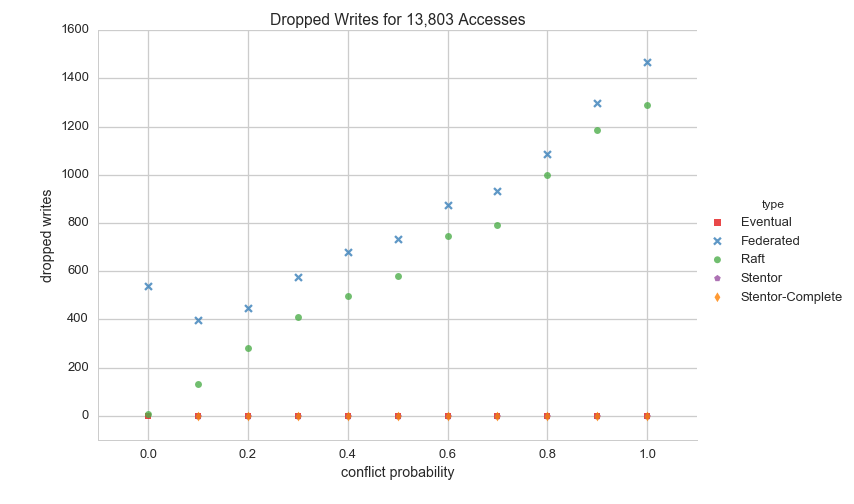 Dropped Writes for 13,803 Accesses
1600
1400
1200
1000
800
600
400
200
0
dropped writes
0.0 0.2 0.4 0.6 0.8 1.0
conflict probability
type
Eventual
Federated
Raft
Stentor
Stentor-Complete